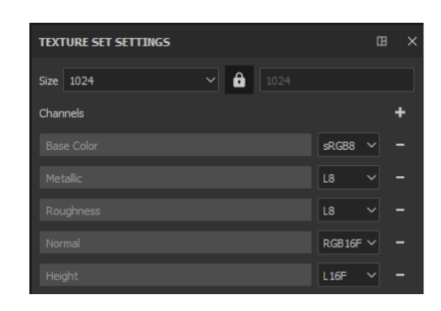 TEXTURE SET SETTINGS
Size 1024 1024
Channels
Base Color sRGB8
Metallic L8
Roughness L8
Normal RGB16F
Height L16F